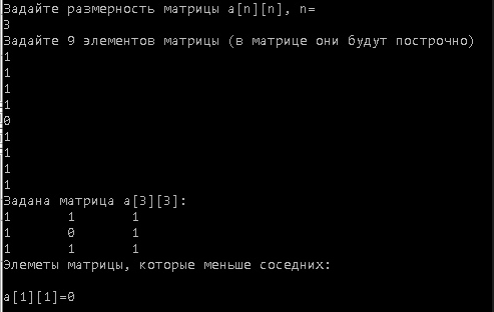 Задайте размерность матрицы a[n][n], n=
3
Задайте 9 элементов матрицы (в матрице они будут построчно)
1
1
1
1
0
1
1
1
1
Задана матрица a[3][3]:
1 1 1
1 0 1
1 1 1
Элеметы матрицы, которые меньше соседних:
a[1][1]=0